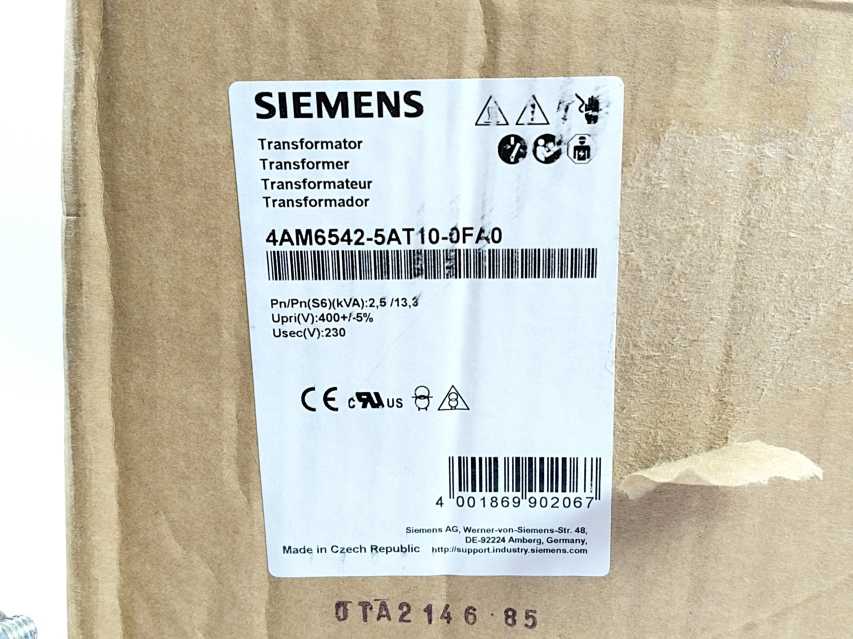 SIEMENS
Transformator
Transformer
Transformateur
Transformador
4AM6542-5AT10-0FA0
Pn/Pn(S6)(kVA):2,5 /13,3
Upri(V):400+/-5%
Usec(V):230
CE c RU US
4 001869 902067
Siemens AG, Werner-von-Siemens-Str. 48,
DE-92224 Amberg, Germany,
Made in Czech Republic http://support.industry.siemens.com
0TA2146 85